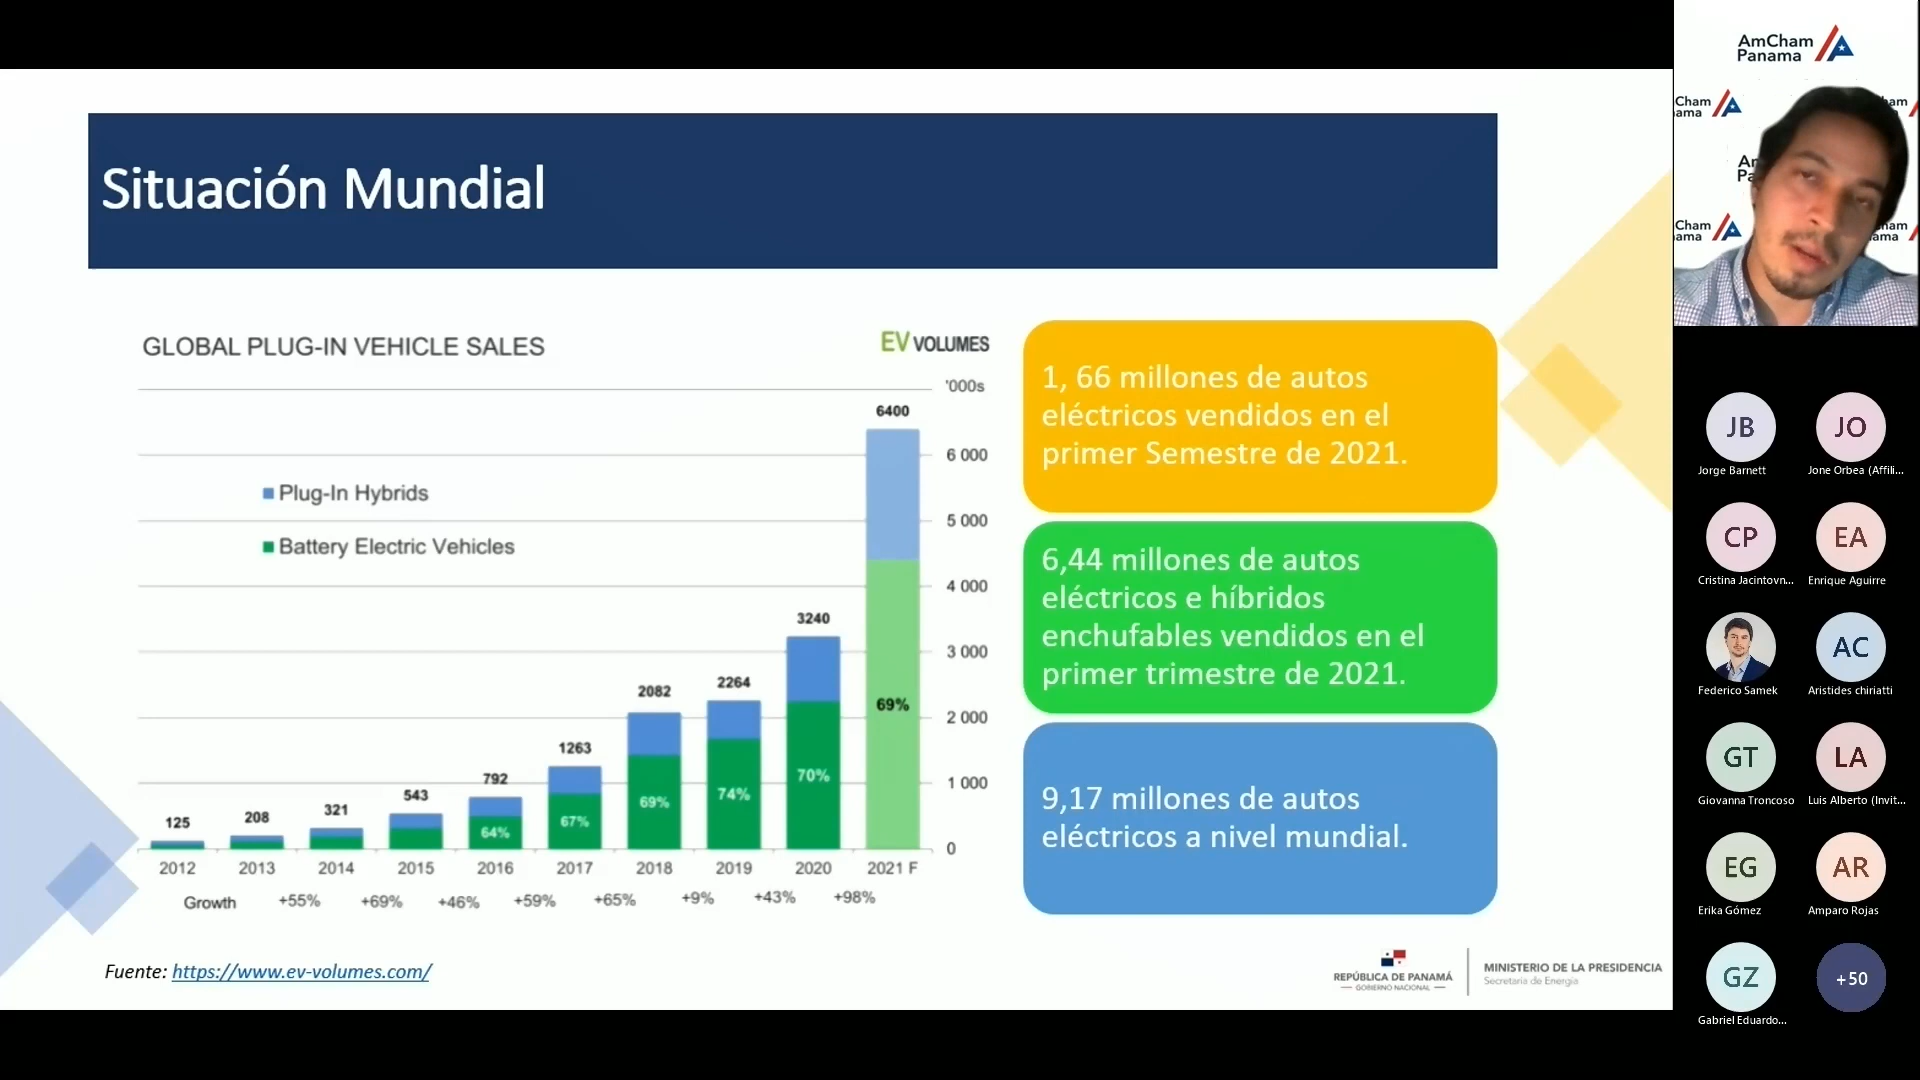 Situación Mundial
GLOBAL PLUG-IN VEHICLE SALES
EV VOLUMES
'000s
6400
6 000
Plug-In Hybrids
5 000
Battery Electric Vehicles
4 000
3240
3 000
2264
2082
69%
2 000
1263
70%
792
1 000
74%
69%
543
67%
321
64%
208
125
0
2012 2013 2014 2015 2016 2017 2018 2019 2020 2021 F
Growth +55% +69% +46% +59% +65% +9% +43% +98%
1, 66 millones de autos
eléctricos vendidos en el
primer Semestre de 2021.
6,44 millones de autos
eléctricos e híbridos
enchufables vendidos en el
primer trimestre de 2021.
9,17 millones de autos
eléctricos a nivel mundial.
Fuente: https://www.ev-volumes.com/
REPÚBLICA DE PANAMÁ
GOBIERNO NACIONAL
MINISTERIO DE LA PRESIDENCIA
Secretaría de Energía
AmCham
Panama
Cham
ama
am
Am
Pa
Cham
ama
ham
ama
JB
Jorge Barnett
JO
Jone Orbea (Affili...
CP
Cristina Jacintovn...
EA
Enrique Aguirre
Federico Samek
AC
Aristides chiriatti
GT
Giovanna Troncoso
LA
Luis Alberto (Invit...
EG
Erika Gómez
AR
Amparo Rojas
GZ
Gabriel Eduardo...
+50